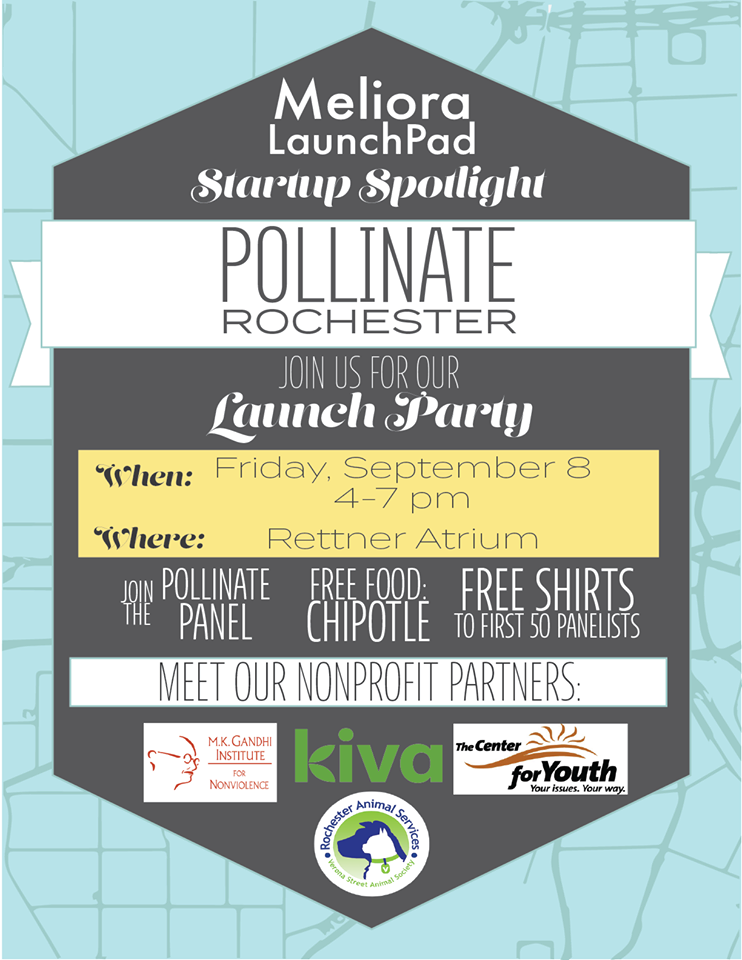 Meliora
LaunchPad
Startup Spotlight
POLLINATE
ROCHESTER
JOIN US FOR OUR
Launch Party
When: Friday, September 8
4-7 pm
Where: Rettner Atrium
JOIN THE POLLINATE PANEL
FREE FOOD: CHIPOTLE
FREE SHIRTS
TO FIRST 50 PANELISTS
MEET OUR NONPROFIT PARTNERS:
M.K. GANDHI
INSTITUTE
FOR
NONVIOLENCE
kiva
The Center
for Youth
Your issues. Your way.
Rochester Animal Services
Verona Street Animal Society